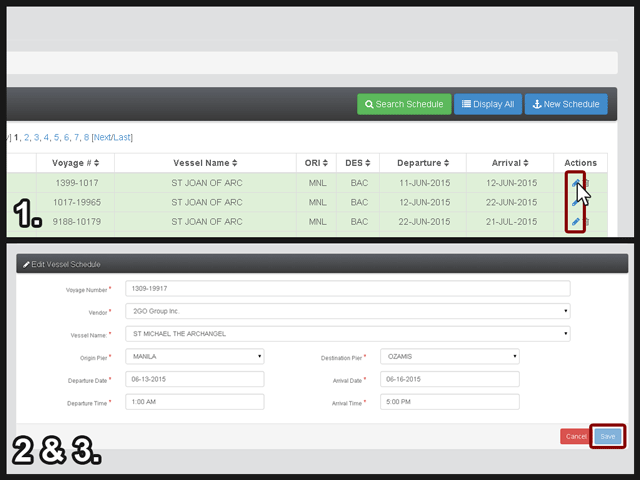 Search Schedule Display All New Schedule
y] 1, 2, 3, 4, 5, 6, 7, 8 [Next/Last]
Voyage # Vessel Name ORI DES Departure Arrival Actions
1399-1017 ST JOAN OF ARC MNL BAC 11-JUN-2015 12-JUN-2015
1017-19965 ST JOAN OF ARC MNL BAC 12-JUN-2015 22-JUN-2015
9188-10179 ST JOAN OF ARC MNL BAC 22-JUN-2015 21-JUL-2015
1.
Edit Vessel Schedule
Voyage Number * 1309-19917
Vendor * 2GO Group Inc.
Vessel Name * ST MICHAEL THE ARCHANGEL
Origin Pier * MANILA Destination Pier * OZAMIS
Departure Date * 06-13-2015 Arrival Date * 06-16-2015
Departure Time * 1:00 AM Arrival Time * 5:00 PM
Cancel Save
2 & 3.